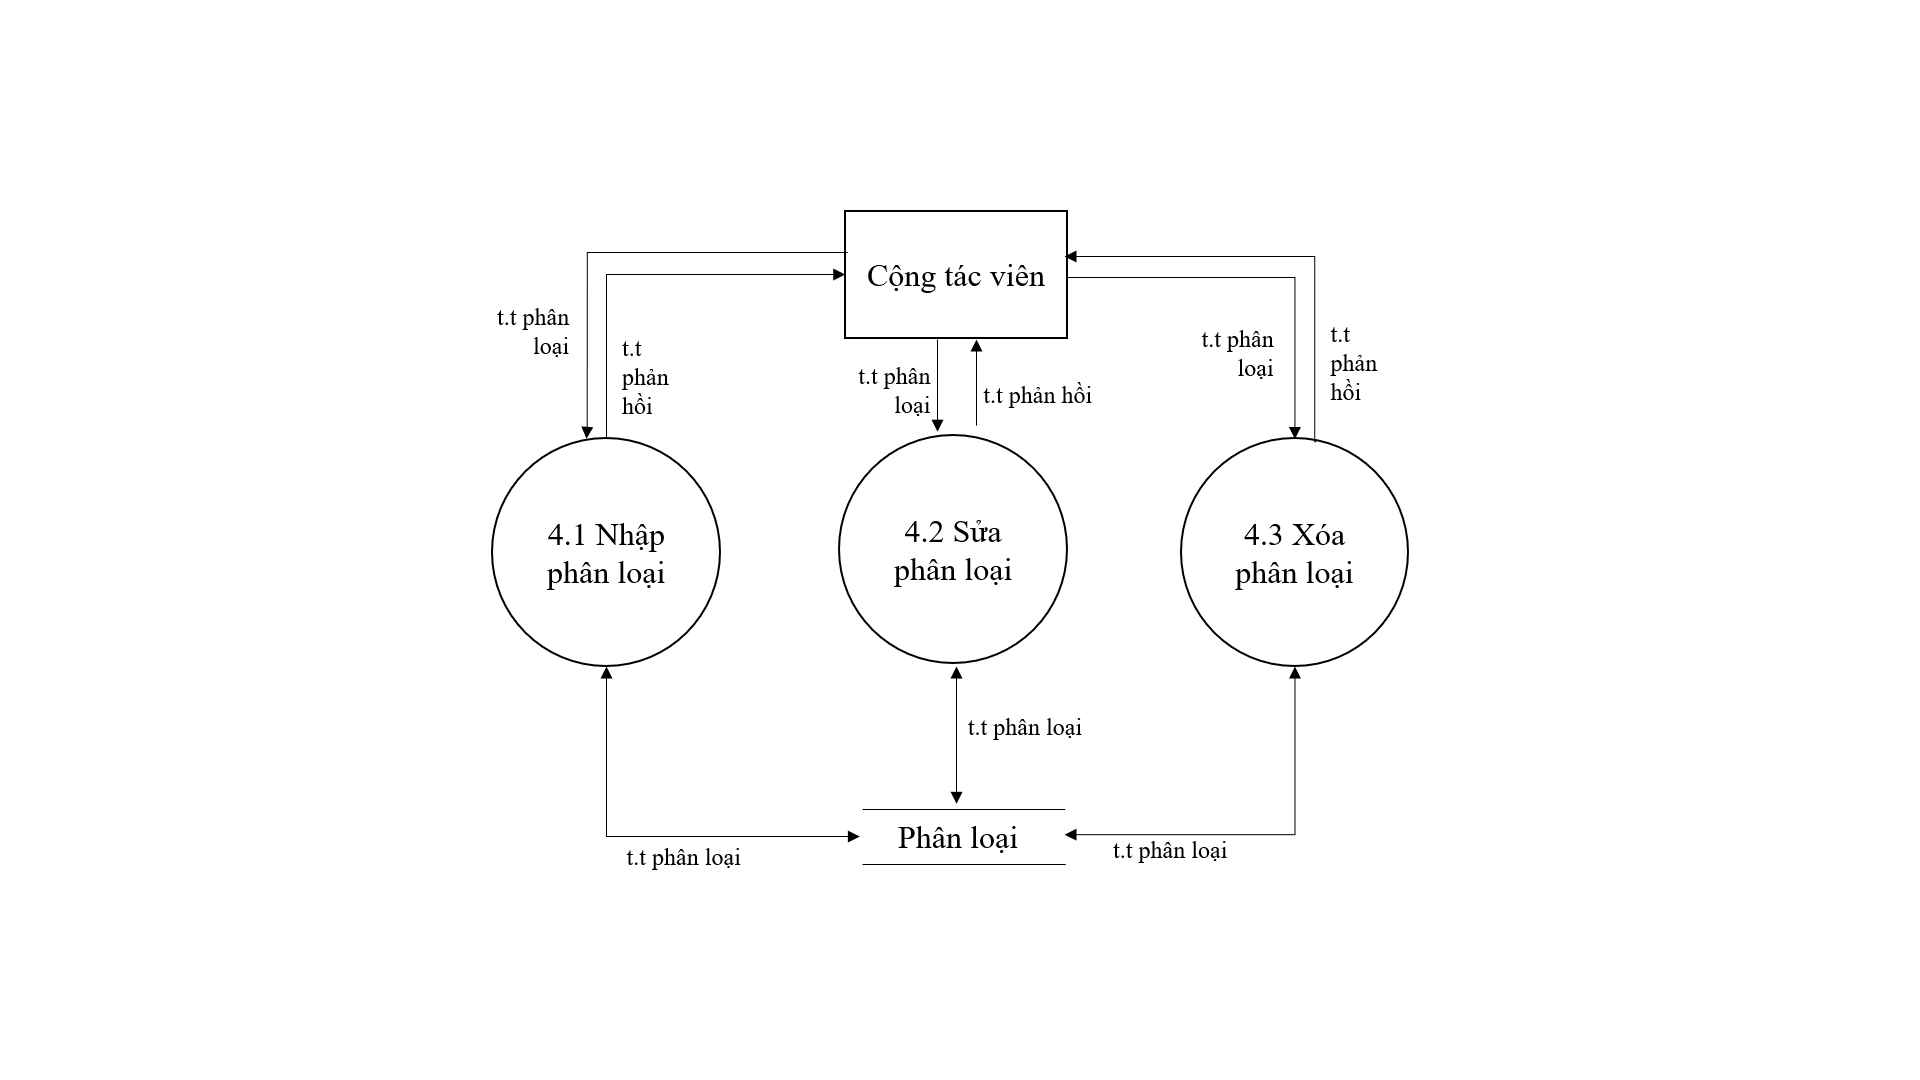 Cộng tác viên
t.t phân
loại
t.t
phản
hồi
t.t phân
loại
t.t phản hồi
t.t phân
loại
t.t
phản
hồi
4.1 Nhập
phân loại
4.2 Sửa
phân loại
4.3 Xóa
phân loại
t.t phân loại
t.t phân loại
Phân loại
t.t phân loại